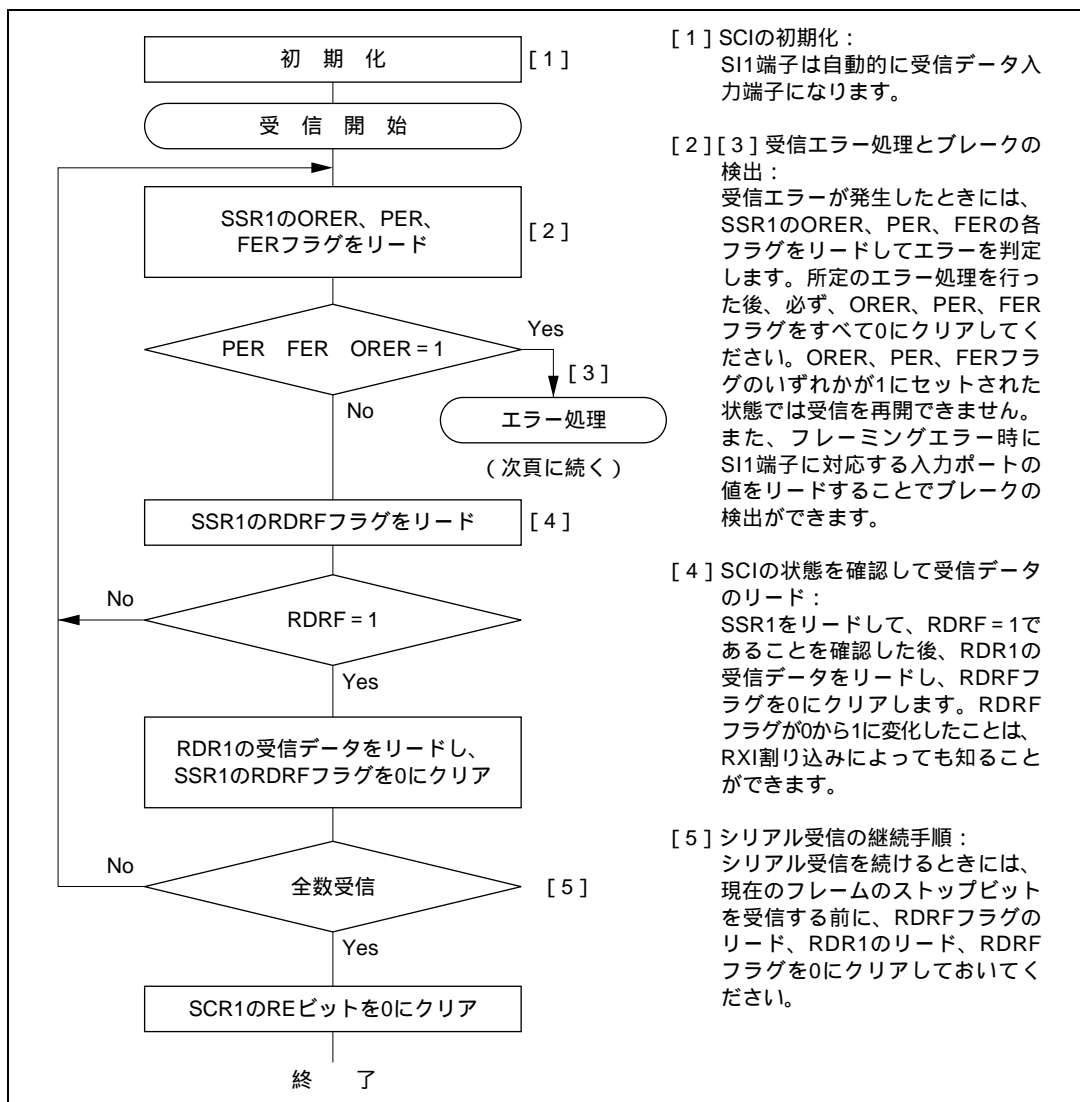 初 期 化
[1]
受 信 開 始
SSR1のORER、PER、
FERフラグをリード
[2]
PER FER ORER=1
Yes
[3]
No
エラー処理
(次頁に続く)
SSR1のRDRFフラグをリード
[4]
No
RDRF=1
Yes
RDR1の受信データをリードし、
SSR1のRDRFフラグを0にクリア
No
全数受信
[5]
Yes
SCR1のREビットを0にクリア
終 了
[1]SCIの初期化:
SI1端子は自動的に受信データ入
力端子になります。
[2][3]受信エラー処理とブレークの
検出:
受信エラーが発生したときには、
SSR1のORER、PER、FERの各
フラグをリードしてエラーを判定
します。所定のエラー処理を行っ
た後、必ず、ORER、PER、FER
フラグをすべて0にクリアしてく
ださい。ORER、PER、FERフラ
グのいずれかが1にセットされた
状態では受信を再開できません。
また、フレーミングエラー時に
SI1端子に対応する入力ポートの
値をリードすることでブレークの
検出ができます。
[4]SCIの状態を確認して受信データ
のリード:
SSR1をリードして、RDRF=1で
あることを確認した後、RDR1の
受信データをリードし、RDRFフ
ラグを0にクリアします。RDRF
フラグが0から1に変化したことは、
RXI割り込みによっても知ること
ができます。
[5]シリアル受信の継続手順:
シリアル受信を続けるときには、
現在のフレームのストップビット
を受信する前に、RDRFフラグの
リード、RDR1のリード、RDRF
フラグを0にクリアしておいてく
ださい。